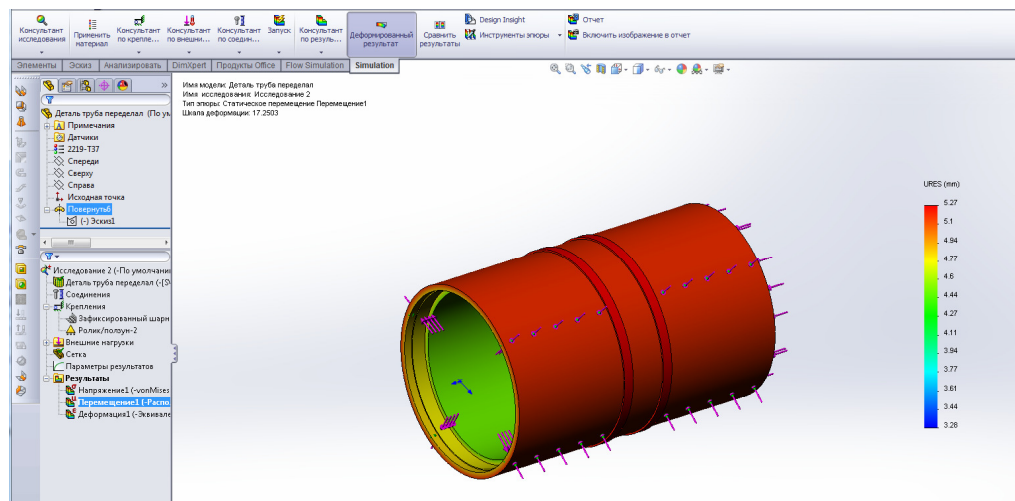 Консультант исследования
Применить материал
Консультант по крепле...
Консультант по внешни...
Консультант по соедин...
Запуск
Консультант по резуль...
Деформированный результат
Сравнить результаты
Design Insight
Инструменты эпюры
Отчет
Включить изображение в отчет
Элементы Эскиз Анализировать DimXpert Продукты Office Flow Simulation Simulation
Имя модели: Деталь труба переделал
Имя исследования: Исследование 2
Тип эпюры: Статическое перемещение Перемещение1
Шкала деформации: 17.2503
Деталь труба переделал (По ум
Примечания
Датчики
2219-T37
Спереди
Сверху
Справа
Исходная точка
Повернуть6
(-) Эскиз1
Исследование 2 (-По умолчани
Деталь труба переделал (-[S
Соединения
Крепления
Зафиксированный шарн
Ролик/ползун-2
Внешние нагрузки
Сетка
Параметры результатов
Результаты
Напряжение1 (-vonMises
Перемещение1 (-Распо
Деформация1 (-Эквивале
URES (mm)
5.27
5.1
4.94
4.77
4.6
4.44
4.27
4.11
3.94
3.77
3.61
3.44
3.28